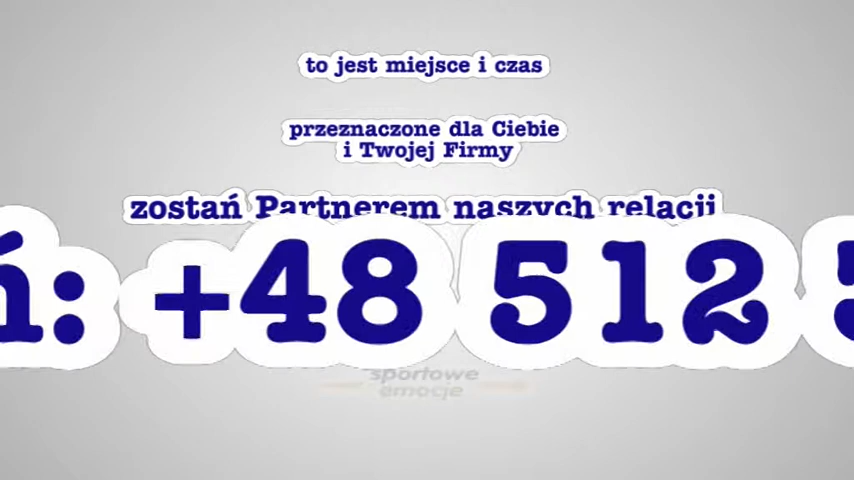 to jest miejsce i czas
przeznaczone dla Ciebie
i Twojej Firmy
zostań Partnerem naszych relacji
ń: +48 512
sportowe
emocje